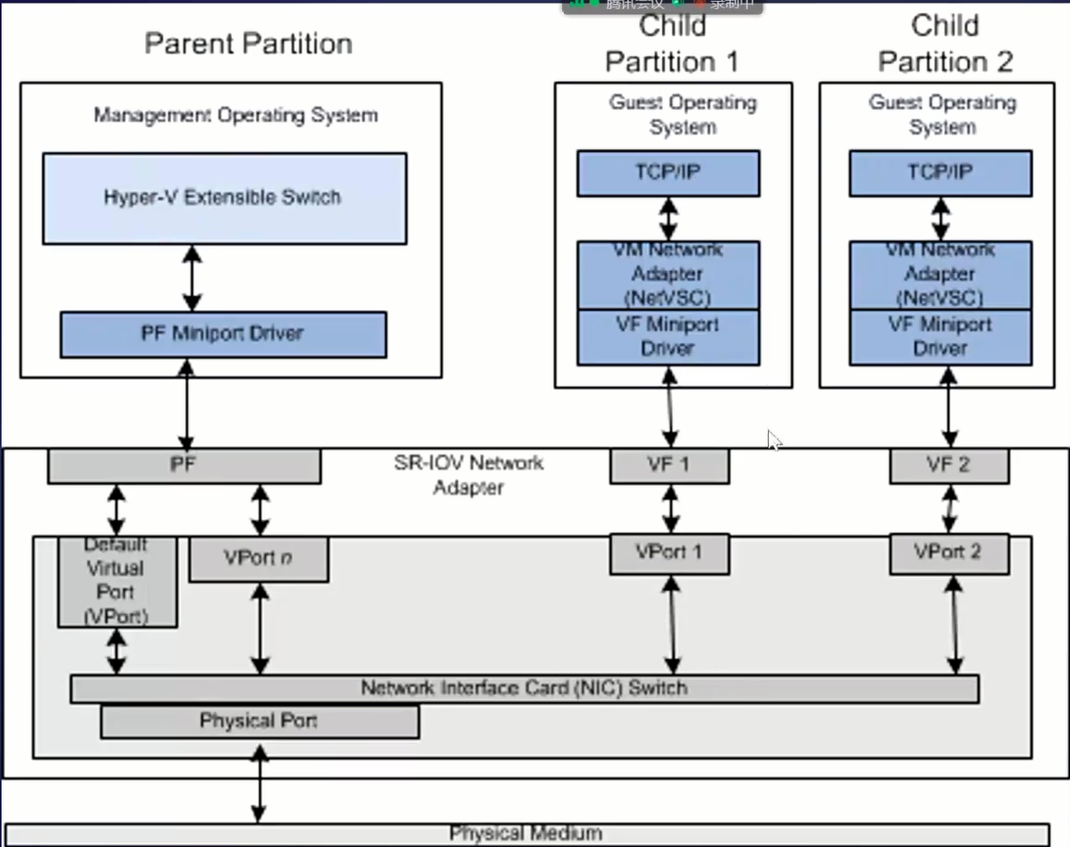 腾讯会议 录制中
Parent Partition
Child
Partition 1
Child
Partition 2
Management Operating System
Hyper-V Extensible Switch
PF Miniport Driver
Guest Operating
System
TCP/IP
VM Network
Adapter
(NetVSC)
VF Miniport
Driver
Guest Operating
System
TCP/IP
VM Network
Adapter
(NetVSC)
VF Miniport
Driver
PF
SR-IOV Network
Adapter
VF 1
VF 2
Default
Virtual
Port
(VPort)
VPort n
VPort 1
VPort 2
Network Interface Card (NIC) Switch
Physical Port
Physical Medium